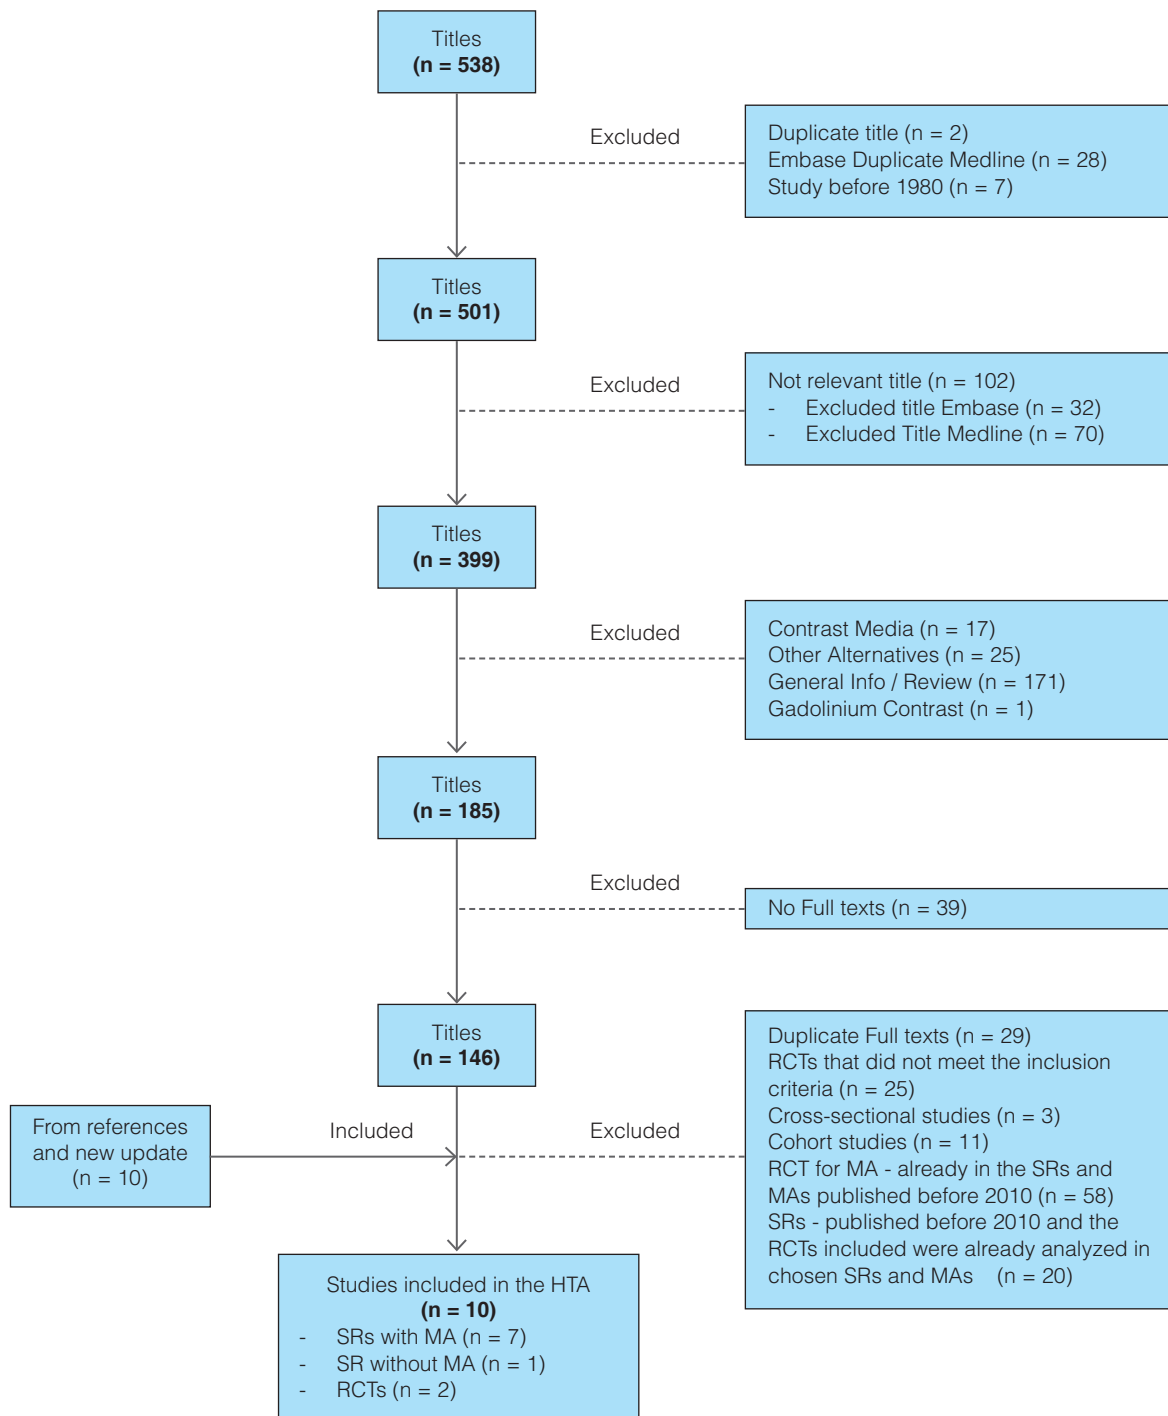 Titles
(n = 538)
Excluded
Duplicate title (n = 2)
Embase Duplicate Medline (n = 28)
Study before 1980 (n = 7)
Titles
(n = 501)
Excluded
Not relevant title (n = 102)
- Excluded title Embase (n = 32)
- Excluded Title Medline (n = 70)
Titles
(n = 399)
Excluded
Contrast Media (n = 17)
Other Alternatives (n = 25)
General Info / Review (n = 171)
Gadolinium Contrast (n = 1)
Titles
(n = 185)
Excluded
No Full texts (n = 39)
Titles
(n = 146)
From references
and new update
(n = 10)
Included
Excluded
Duplicate Full texts (n = 29)
RCTs that did not meet the inclusion
criteria (n = 25)
Cross-sectional studies (n = 3)
Cohort studies (n = 11)
RCT for MA - already in the SRs and
MAs published before 2010 (n = 58)
SRs - published before 2010 and the
RCTs included were already analyzed in
chosen SRs and MAs (n = 20)
Studies included in the HTA
(n = 10)
- SRs with MA (n = 7)
- SR without MA (n = 1)
- RCTs (n = 2)